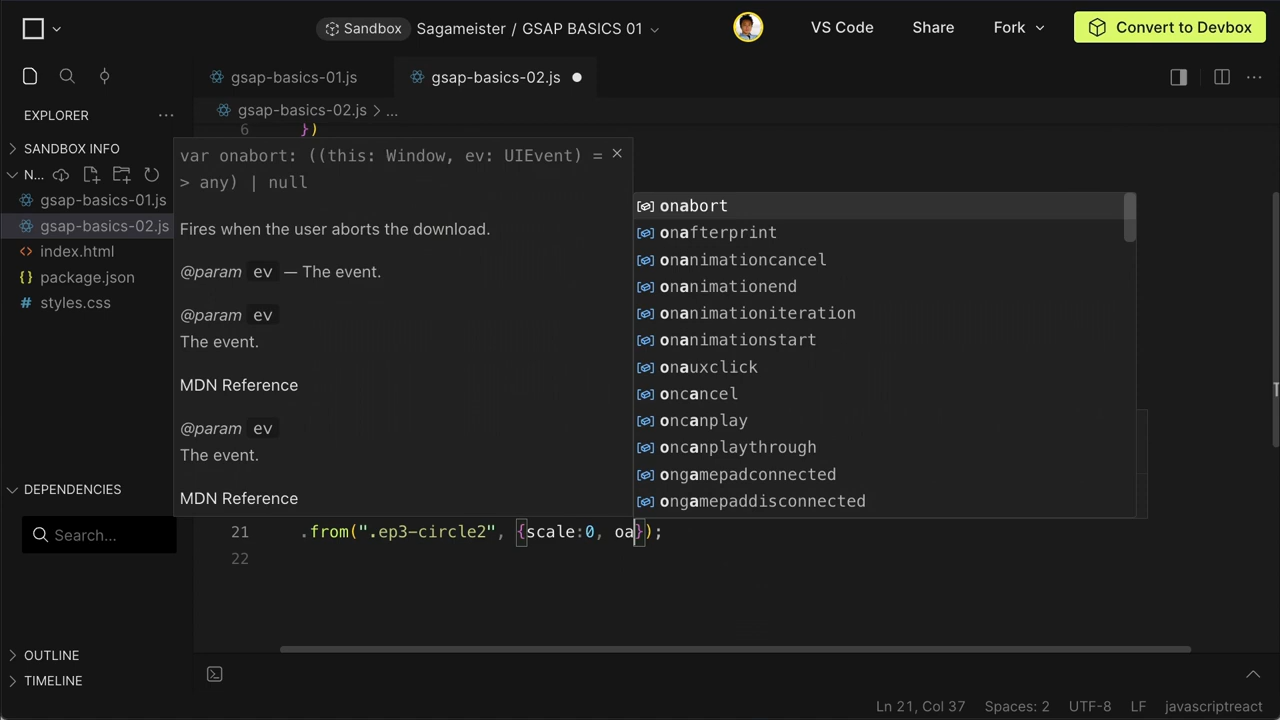 Sandbox Sagameister / GSAP BASICS 01
VS Code Share Fork Convert to Devbox
gsap-basics-01.js gsap-basics-02.js
EXPLORER
gsap-basics-02.js > ...
SANDBOX INFO
N...
gsap-basics-01.js
gsap-basics-02.js
index.html
package.json
styles.css
DEPENDENCIES
Search...
OUTLINE
TIMELINE
6 })
var onabort: ((this: Window, ev: UIEvent) =
> any) | null
Fires when the user aborts the download.
@param ev — The event.
@param ev
The event.
MDN Reference
@param ev
The event.
MDN Reference
onabort
onafterprint
onanimationcancel
onanimationend
onanimationiteration
onanimationstart
onauxclick
oncancel
oncanplay
oncanplaythrough
ongamepadconnected
ongamepaddisconnected
21 .from(".ep3-circle2", {scale:0, oa});
22
Ln 21, Col 37 Spaces: 2 UTF-8 LF javascriptreact